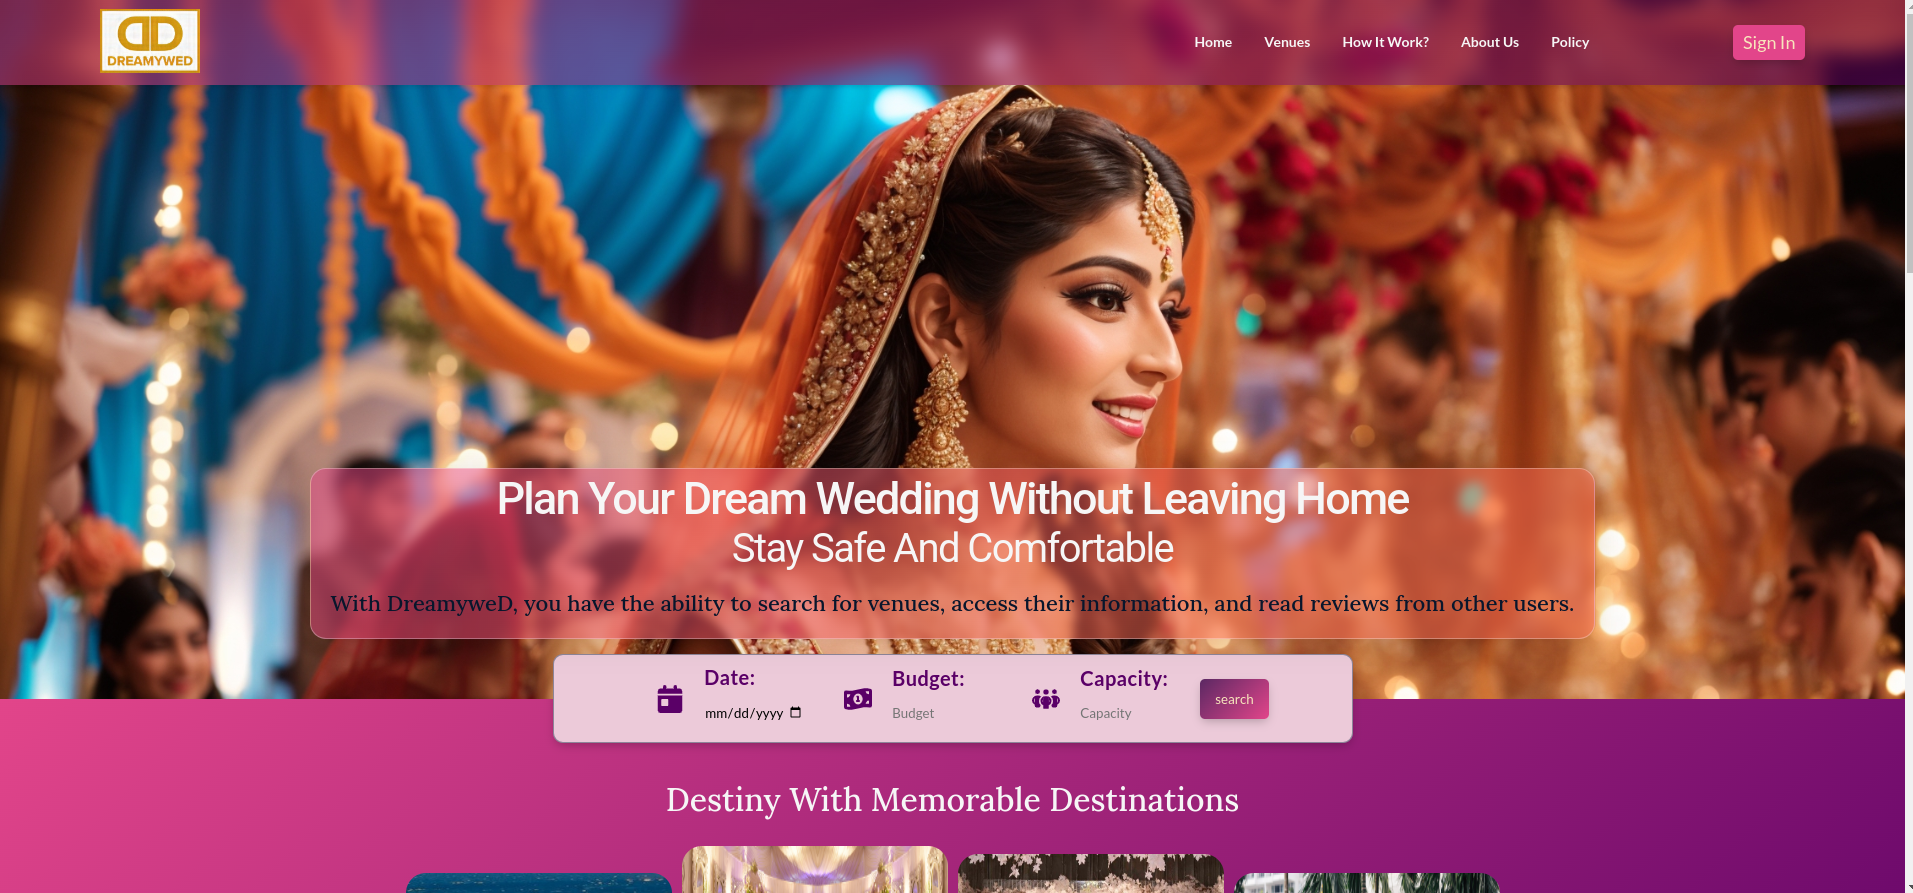 DREAMYWED
Home Venues How It Work? About Us Policy Sign In
Plan Your Dream Wedding Without Leaving Home
Stay Safe And Comfortable
With DreamyweD, you have the ability to search for venues, access their information, and read reviews from other users.
Date: Budget: Capacity:
mm/dd/yyyy Budget Capacity search
Destiny With Memorable Destinations